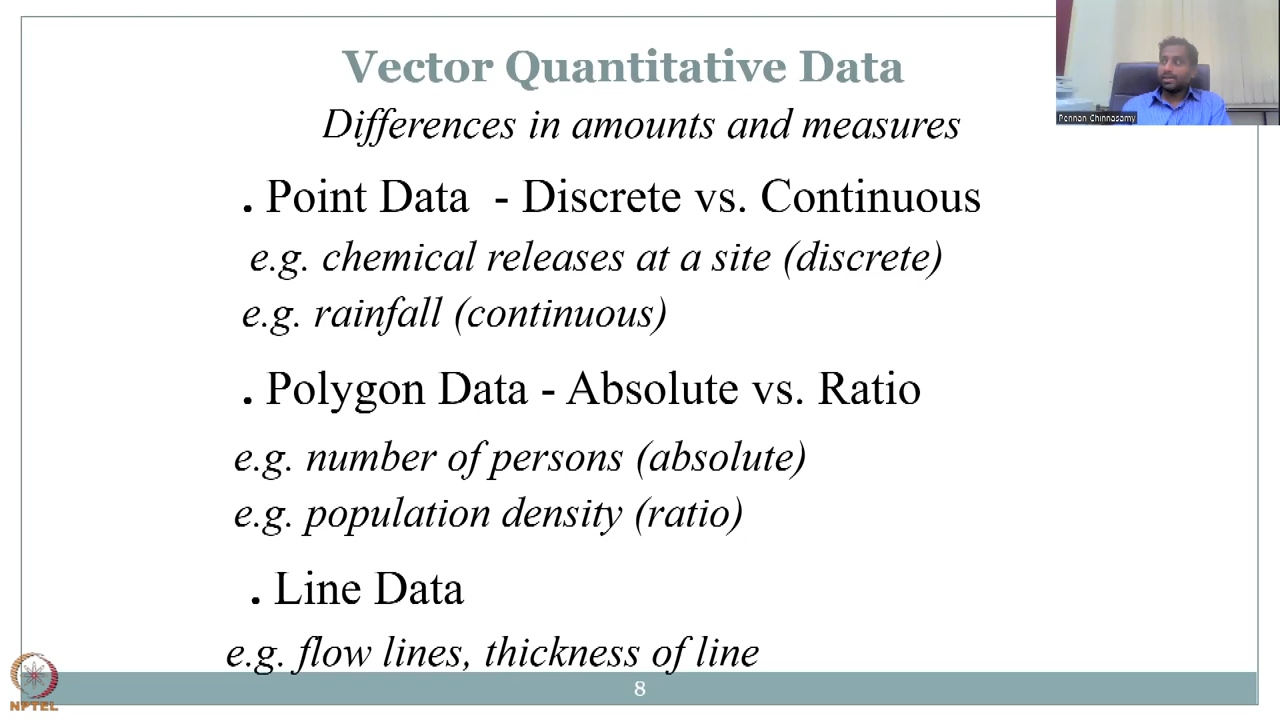 Vector Quantitative Data
Differences in amounts and measures
. Point Data - Discrete vs. Continuous
e.g. chemical releases at a site (discrete)
e.g. rainfall (continuous)
. Polygon Data - Absolute vs. Ratio
e.g. number of persons (absolute)
e.g. population density (ratio)
. Line Data
e.g. flow lines, thickness of line
8
Pennan Chinnasamy
NPTEL